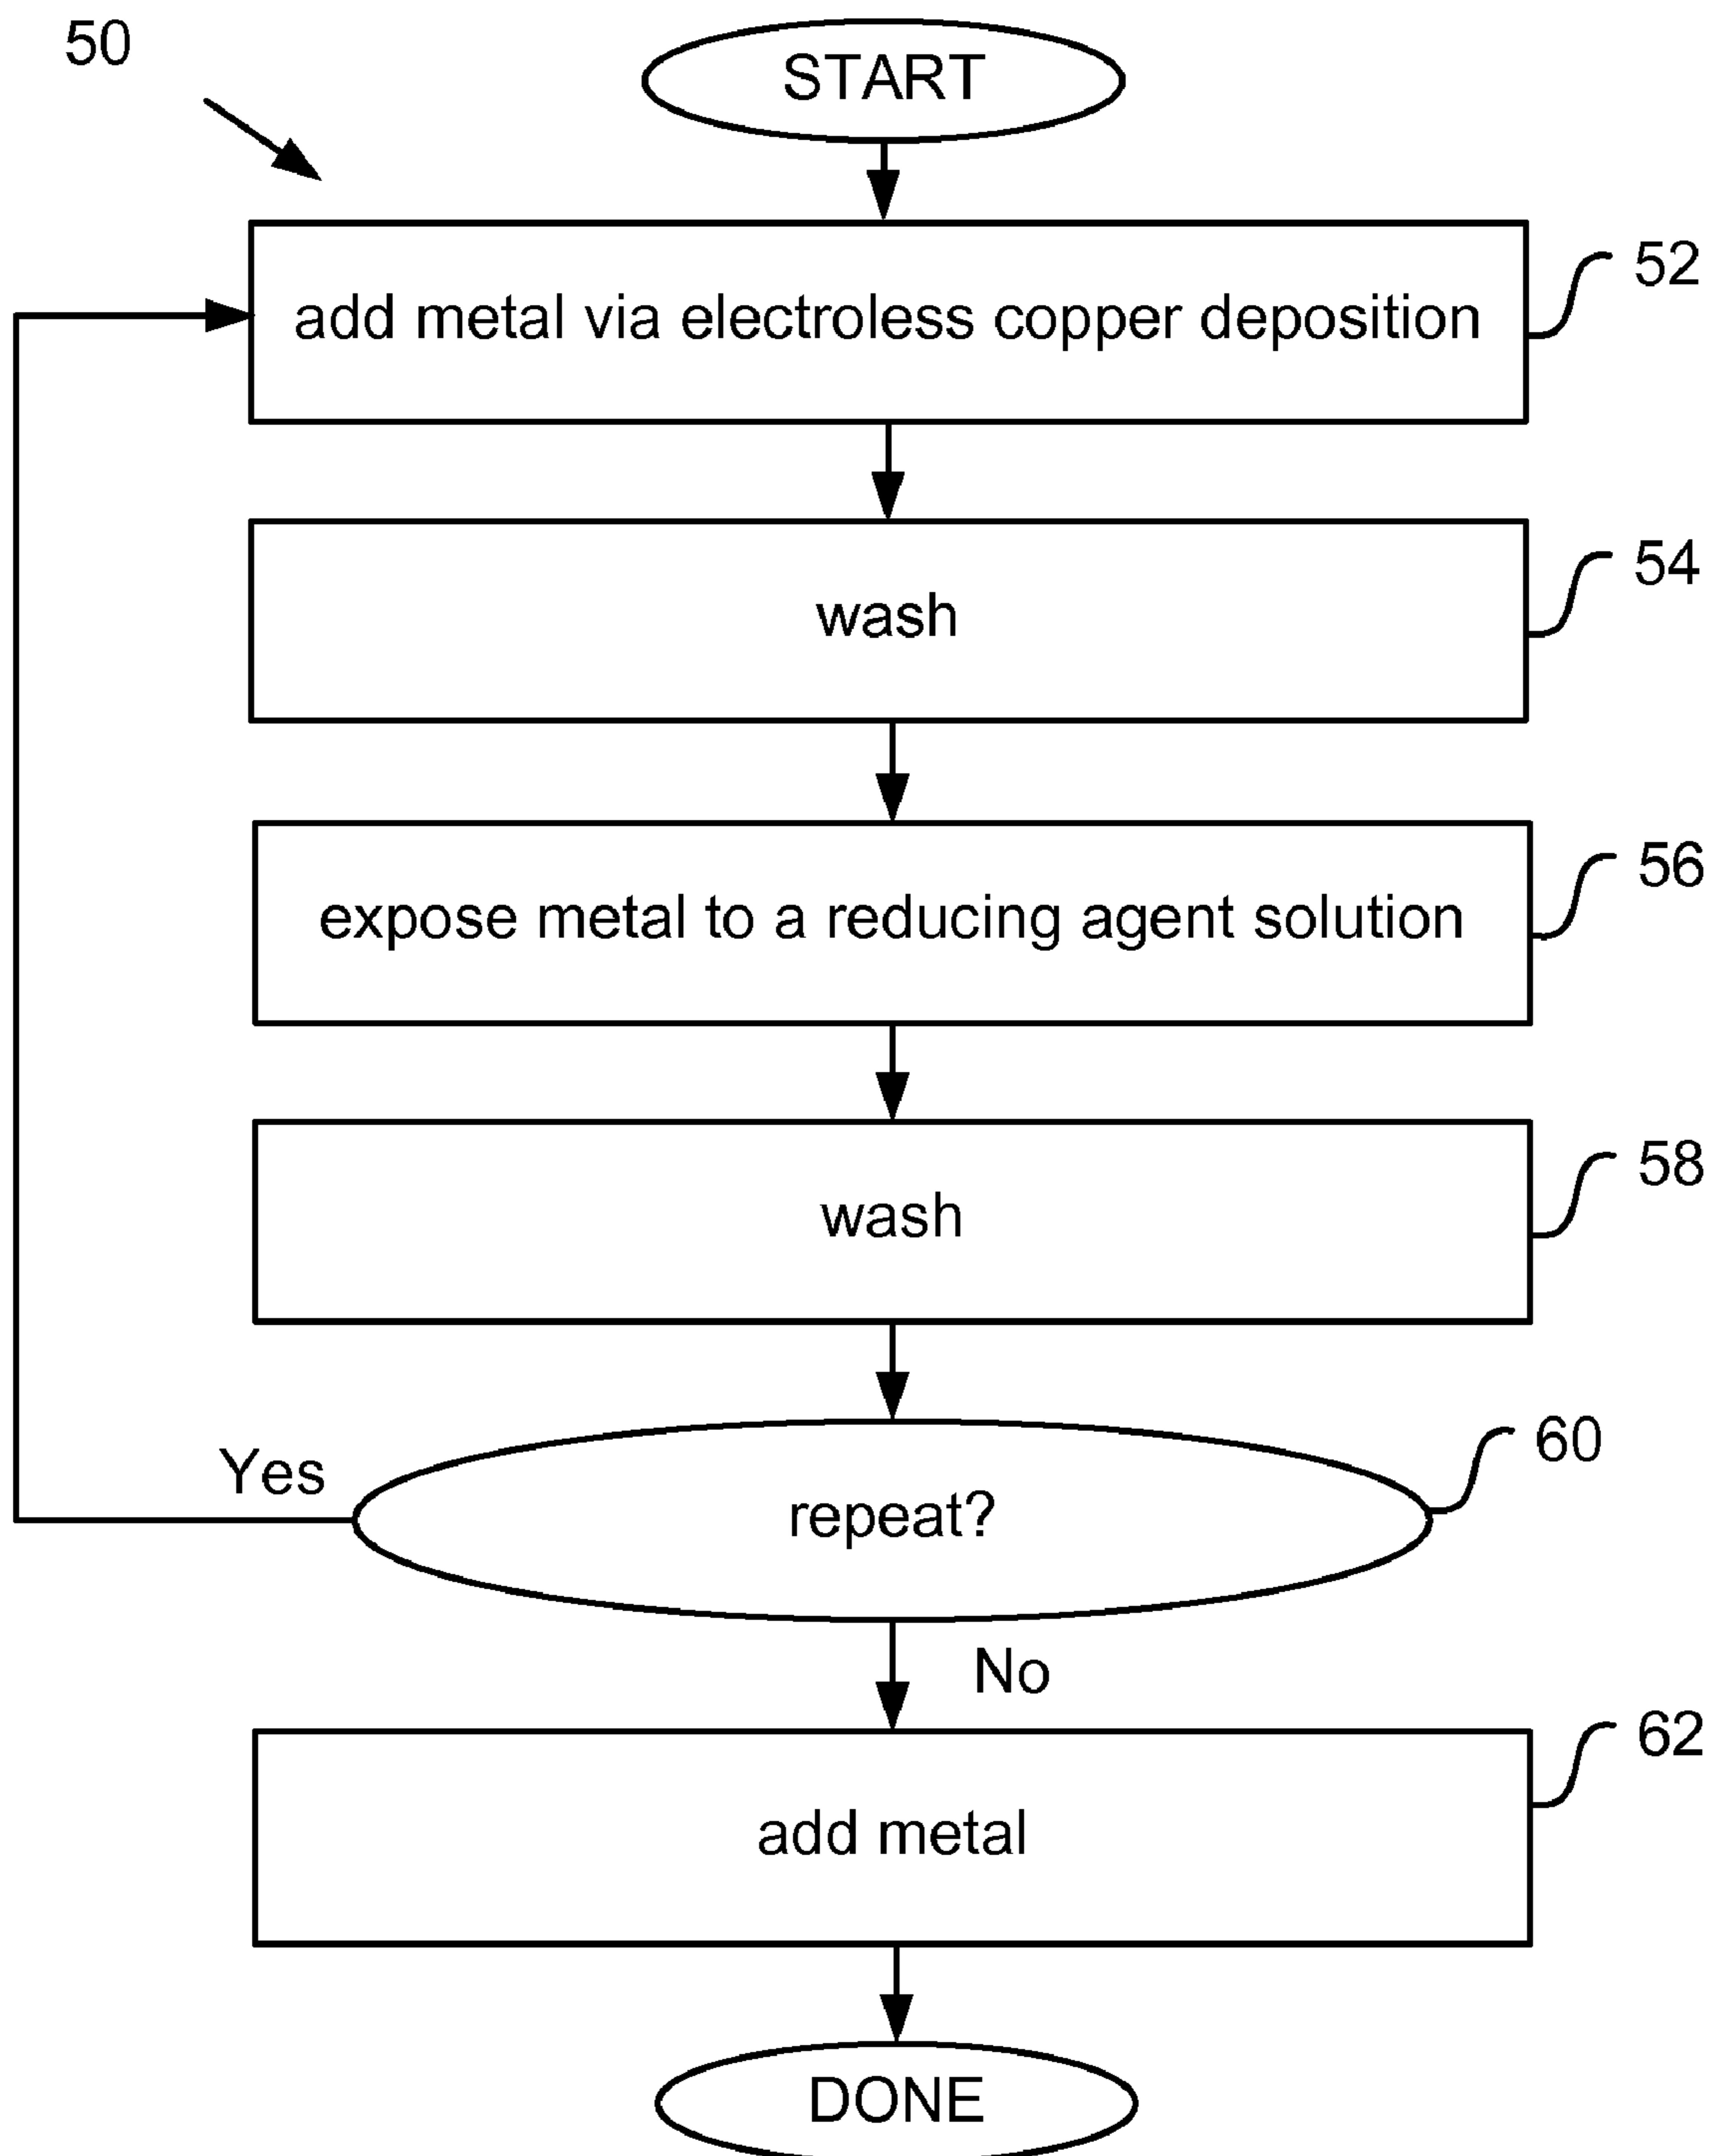 50
START
add metal via electroless copper deposition
52
wash
54
expose metal to a reducing agent solution
56
wash
58
Yes
repeat?
60
No
add metal
62
DONE